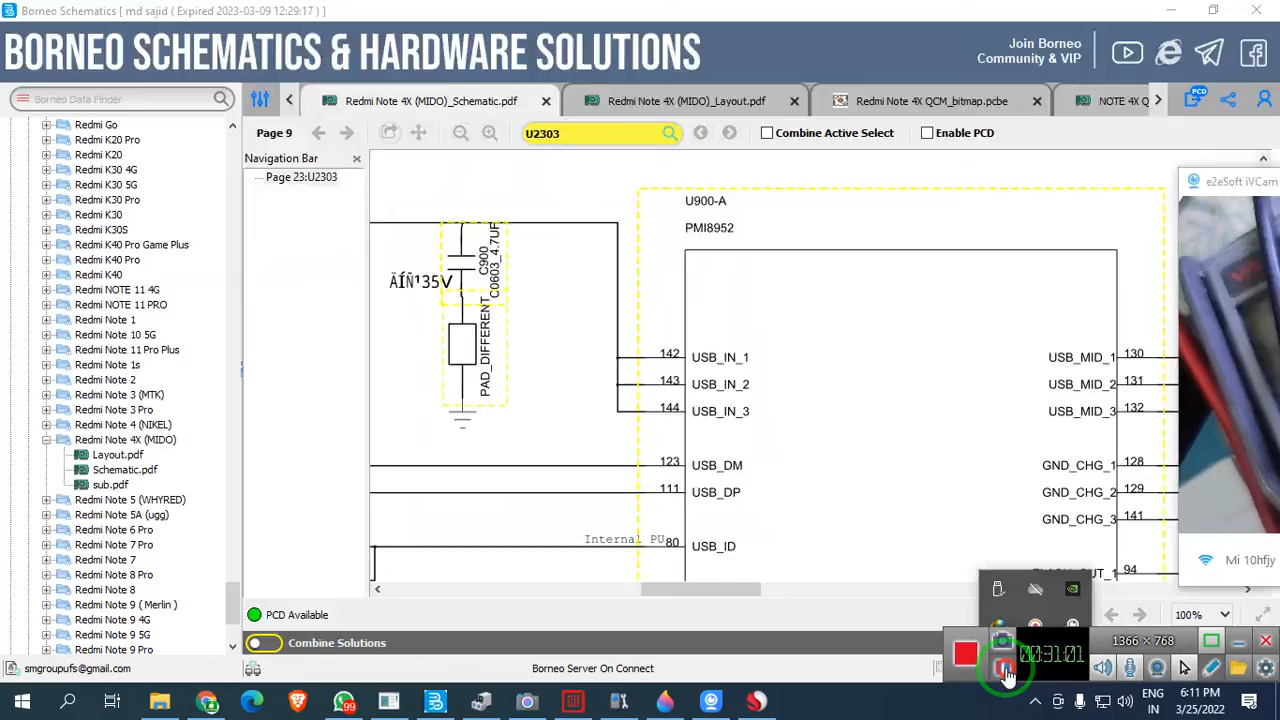 Borneo Schematics [ md sajid ( Expired 2023-03-09 12:29:17 ) ]
BORNEO SCHEMATICS & HARDWARE SOLUTIONS
Join Borneo
Community & VIP
Borneo Data Finder
Redmi Note 4X (MIDO)_Schematic.pdf
Redmi Note 4X (MIDO)_Layout.pdf
Redmi Note 4X QCM_bitmap.pcbe
NOTE 4X Q
PCD
Page 9
U2303
Combine Active Select
Enable PCD
Navigation Bar
Page 23:U2303
Redmi Go
Redmi K20 Pro
Redmi K20
Redmi K30 4G
Redmi K30 5G
Redmi K30 Pro
Redmi K30
Redmi K30S
Redmi K40 Pro Game Plus
Redmi K40 Pro
Redmi K40
Redmi NOTE 11 4G
Redmi NOTE 11 PRO
Redmi Note 1
Redmi Note 10 5G
Redmi Note 11 Pro Plus
Redmi Note 1s
Redmi Note 2
Redmi Note 3 (MTK)
Redmi Note 3 Pro
Redmi Note 4 (NIKEL)
Redmi Note 4X (MIDO)
Layout.pdf
Schematic.pdf
sub.pdf
Redmi Note 5 (WHYRED)
Redmi Note 5A (ugg)
Redmi Note 6 Pro
Redmi Note 7 Pro
Redmi Note 7
Redmi Note 8 Pro
Redmi Note 8
Redmi Note 9 (Merlin )
Redmi Note 9 4G
Redmi Note 9 5G
Redmi Note 9 Pro
U900-A
PMI8952
C900
C0603_4.7UF
ÄÍÑ¹35V
PAD_DIFFERENT
142 USB_IN_1
143 USB_IN_2
144 USB_IN_3
123 USB_DM
111 USB_DP
Internal PU
80 USB_ID
USB_MID_1 130
USB_MID_2 131
USB_MID_3 132
GND_CHG_1 128
GND_CHG_2 129
GND_CHG_3 141
94
e2eSoft iVCam
Mi 10hfjy
PCD Available
100%
Combine Solutions
1366 × 768
00:31:01
smgroupufs@gmail.com
Borneo Server On Connect
99
ENG
IN
6:11 PM
3/25/2022